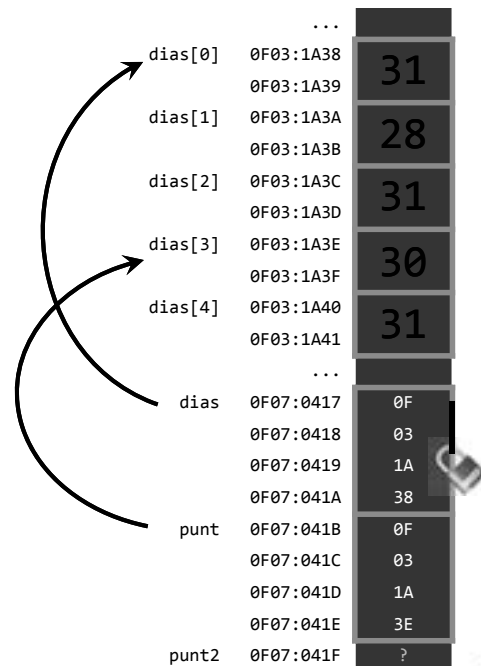 ...
dias[0] 0F03:1A38 31
0F03:1A39
dias[1] 0F03:1A3A 28
0F03:1A3B
dias[2] 0F03:1A3C 31
0F03:1A3D
dias[3] 0F03:1A3E 30
0F03:1A3F
dias[4] 0F03:1A40 31
0F03:1A41
...
dias 0F07:0417 0F
0F07:0418 03
0F07:0419 1A
0F07:041A 38
punt 0F07:041B 0F
0F07:041C 03
0F07:041D 1A
0F07:041E 3E
punt2 0F07:041F ?